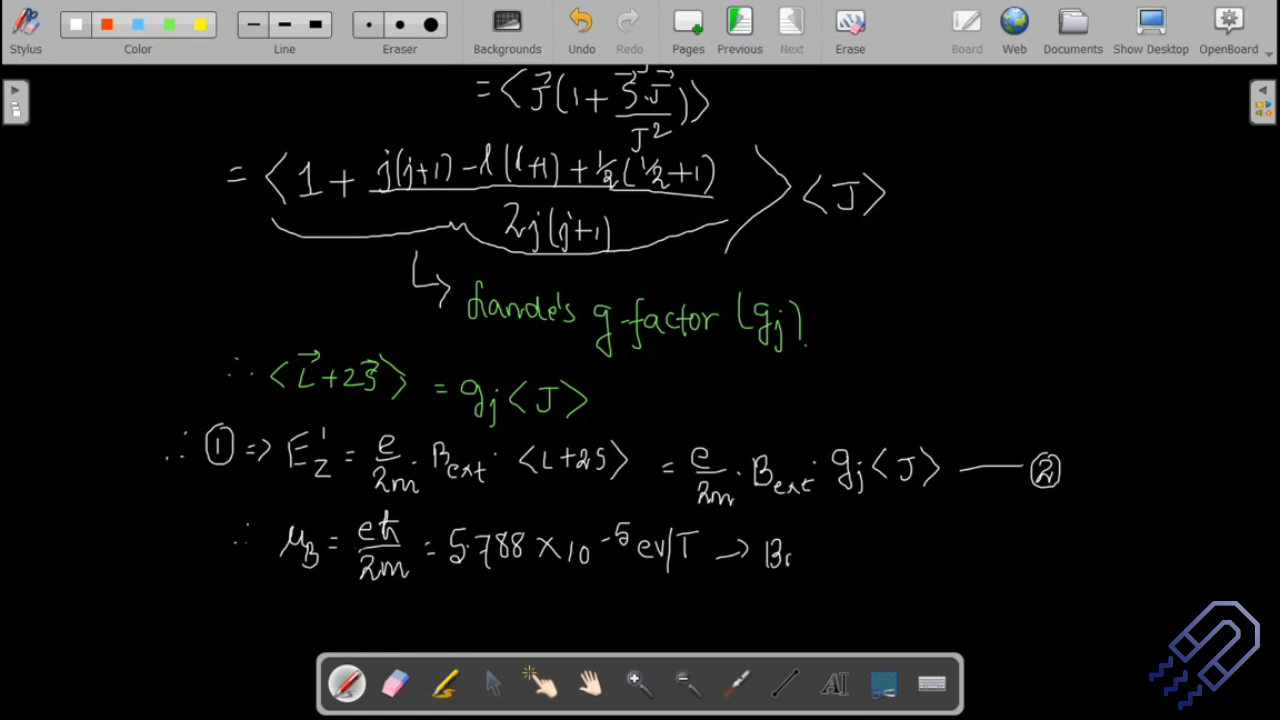 Stylus Color Line Eraser Backgrounds Undo Redo Pages Previous Next Erase Board Web Documents Show Desktop OpenBoard
= ⟨J⃗(1 + S⃗.J⃗/J²)⟩
= ⟨1 + (j(j+1) - l(l+1) + ½(½+1))/2j(j+1)⟩⟨J⟩
↳ Lande's g-factor (gj).
∴ ⟨L⃗+2S⃗⟩ = gj⟨J⟩
∴ ① => E¹z = e/2m . Bext . ⟨L+2S⟩ = e/2m . Bext . gj⟨J⟩ —— ②
∴ μB = eħ/2m = 5.788 × 10⁻⁵ ev/T →
AI